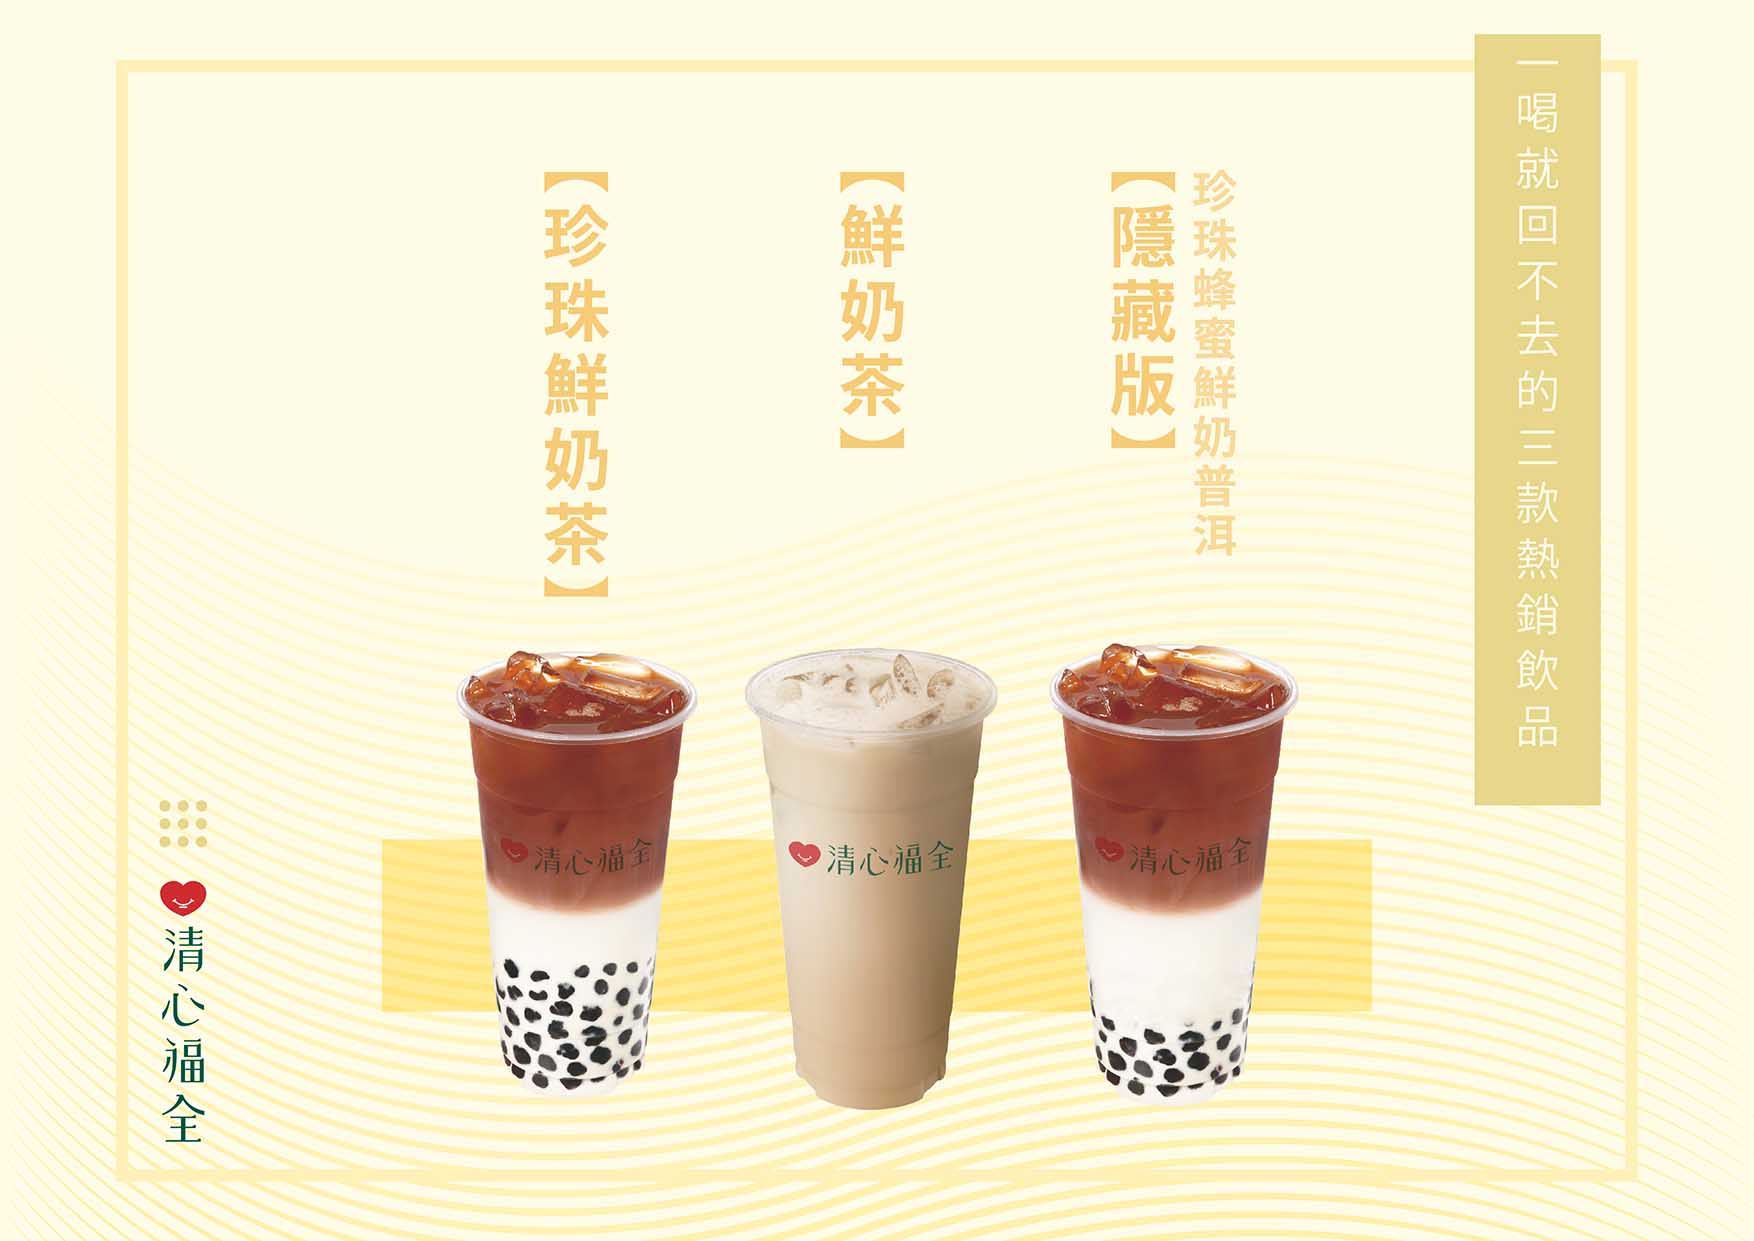 一喝就回不去的三款熱銷飲品
珍珠蜂蜜鮮奶普洱
【隱藏版】
【鮮奶茶】
【珍珠鮮奶茶】
清心福全
清心福全
清心福全
清心福全